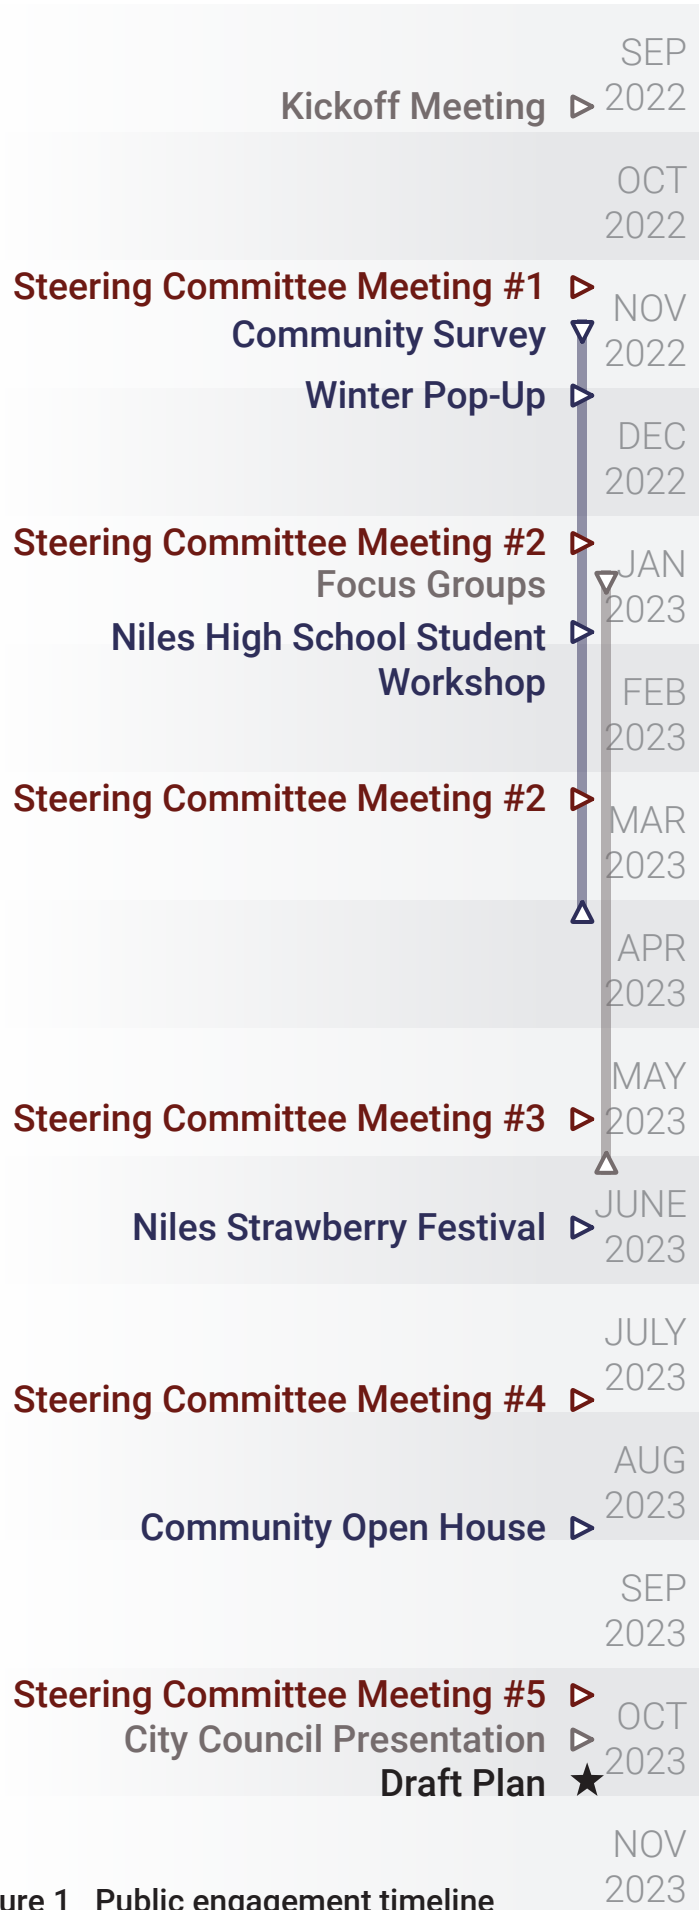 SEP
Kickoff Meeting 2022
OCT
2022
Steering Committee Meeting #1
NOV
Community Survey
2022
Winter Pop-Up
DEC
2022
Steering Committee Meeting #2
JAN
Focus Groups
2023
Niles High School Student
Workshop
FEB
2023
Steering Committee Meeting #2
MAR
2023
APR
2023
MAY
Steering Committee Meeting #3 2023
JUNE
Niles Strawberry Festival
2023
JULY
2023
Steering Committee Meeting #4
AUG
2023
Community Open House
SEP
2023
Steering Committee Meeting #5
OCT
City Council Presentation
2023
Draft Plan
NOV
2023
1 Public engagement timeline